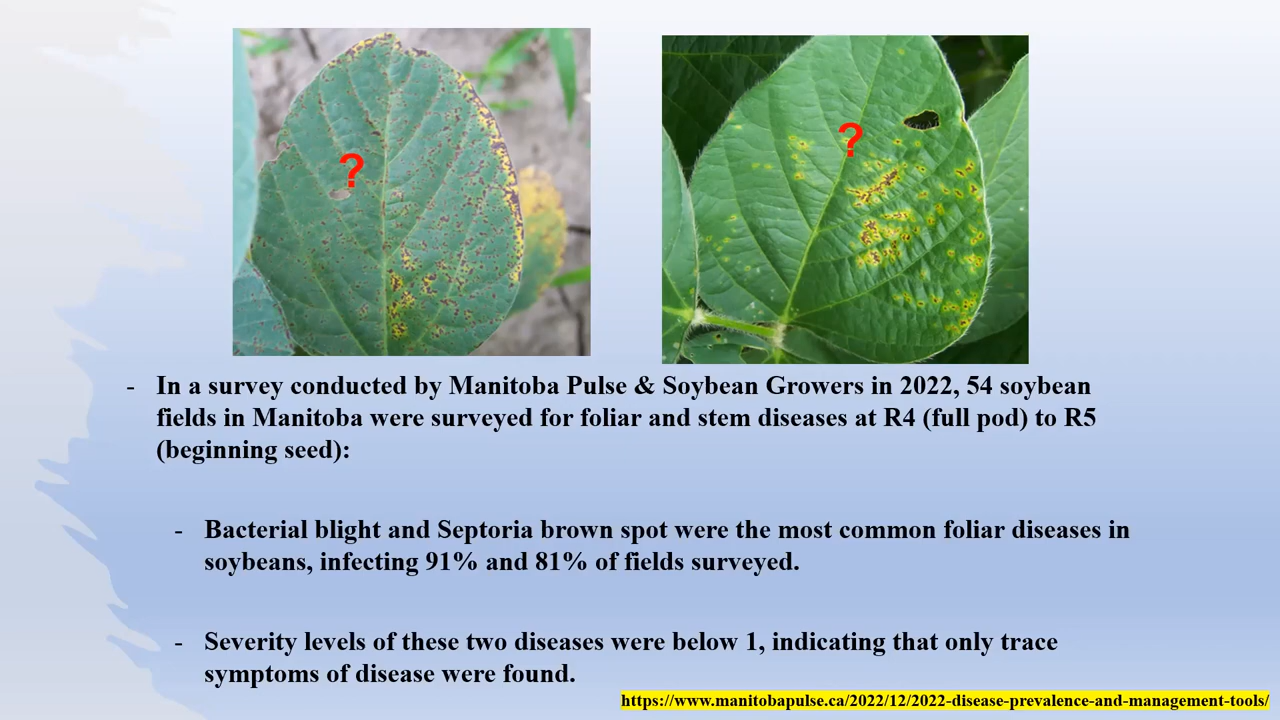 ?
?
- In a survey conducted by Manitoba Pulse & Soybean Growers in 2022, 54 soybean
fields in Manitoba were surveyed for foliar and stem diseases at R4 (full pod) to R5
(beginning seed):
- Bacterial blight and Septoria brown spot were the most common foliar diseases in
soybeans, infecting 91% and 81% of fields surveyed.
- Severity levels of these two diseases were below 1, indicating that only trace
symptoms of disease were found.
https://www.manitobapulse.ca/2022/12/2022-disease-prevalence-and-management-tools/